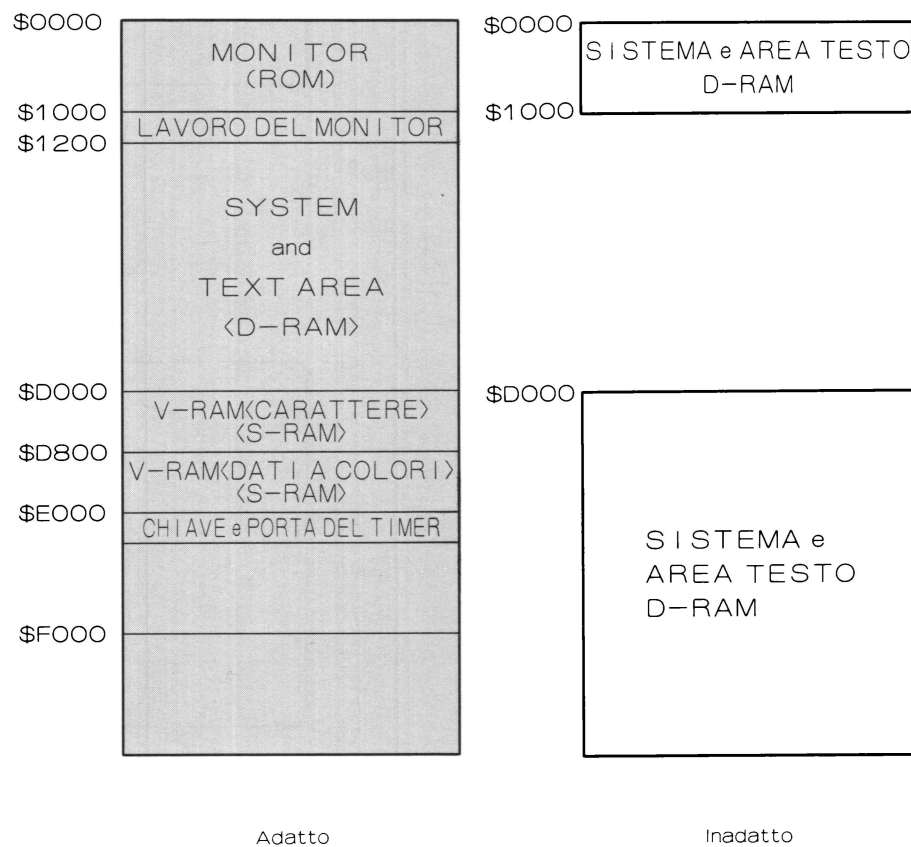 $0000
MONITOR
(ROM)
$1000
LAVORO DEL MONITOR
$1200
SYSTEM
and
TEXT AREA
<D-RAM>
$D000
V-RAM<CARATTERE>
<S-RAM>
$D800
V-RAM<DATI A COLORI>
<S-RAM>
$E000
CHIAVE e PORTA DEL TIMER
$F000
Adatto
$0000
SISTEMA e AREA TESTO
D-RAM
$1000
$D000
SISTEMA e
AREA TESTO
D-RAM
Inadatto